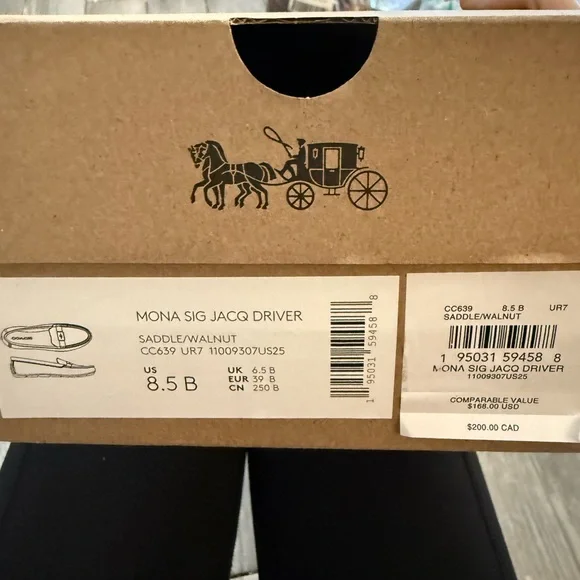 MONA SIG JACQ DRIVER
SADDLE/WALNUT
CC639 UR7 11009307US25
US
8.5 B
UK 6.5 B
EUR 39 B
CN 250 B
1 95031 59458 8
CC639 8.5 B UR7
SADDLE/WALNUT
1 95031 59458 8
MONA SIG JACQ DRIVER
11009307US25
COMPARABLE VALUE
$168.00 USD
$200.00 CAD